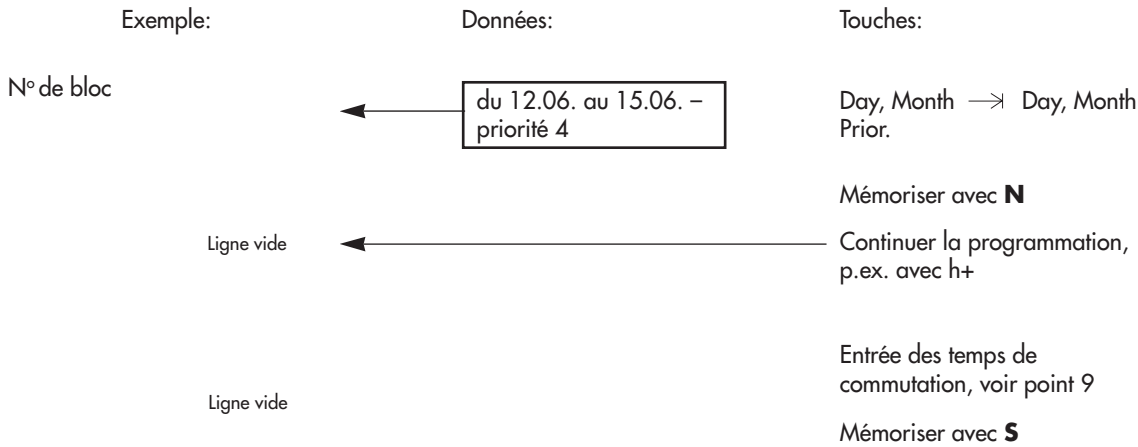 Exemple:
Données:
Touches:
Nº de bloc
du 12.06. au 15.06. –
priorité 4
Day, Month → Day, Month
Prior.
Mémoriser avec N
Ligne vide
Continuer la programmation,
p.ex. avec h+
Entrée des temps de
commutation, voir point 9
Ligne vide
Mémoriser avec S